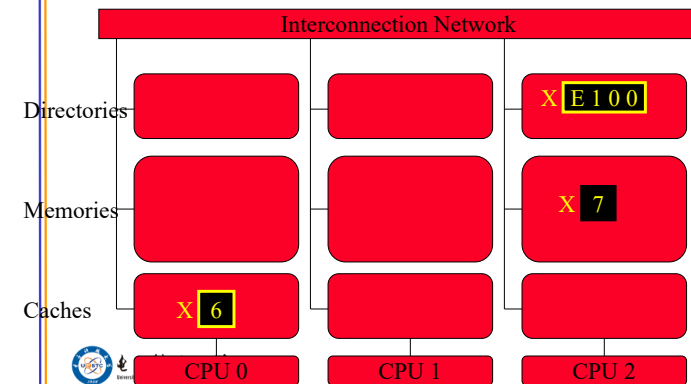 Interconnection Network
Directories
X E 1 0 0
Memories
X 7
Caches
X 6
CPU 0 CPU 1 CPU 2